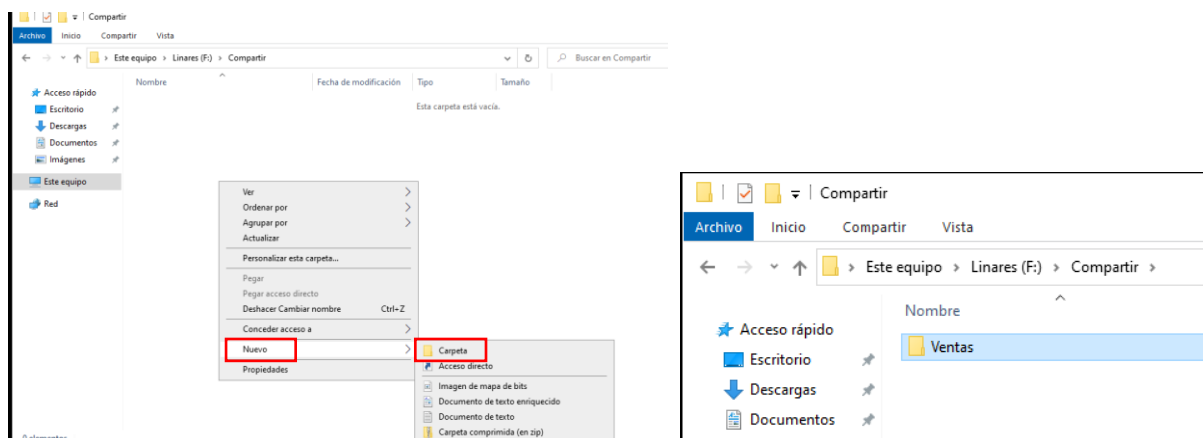 Compartir
Archivo Inicio Compartir Vista
Este equipo > Linares (F:) > Compartir
Buscar en Compartir
Nombre Fecha de modificación Tipo Tamaño
Esta carpeta está vacía.
Acceso rápido
Escritorio
Descargas
Documentos
Imágenes
Este equipo
Red
Ver
Ordenar por
Agrupar por
Actualizar
Personalizar esta carpeta...
Pegar
Pegar acceso directo
Deshacer Cambiar nombre Ctrl+Z
Conceder acceso a
Nuevo
Propiedades
Carpeta
Acceso directo
Imagen de mapa de bits
Documento de texto enriquecido
Documento de texto
Carpeta comprimida (en zip)
0 elementos
Compartir
Archivo Inicio Compartir Vista
Este equipo > Linares (F:) > Compartir >
Nombre
Acceso rápido
Escritorio
Descargas
Documentos
Ventas